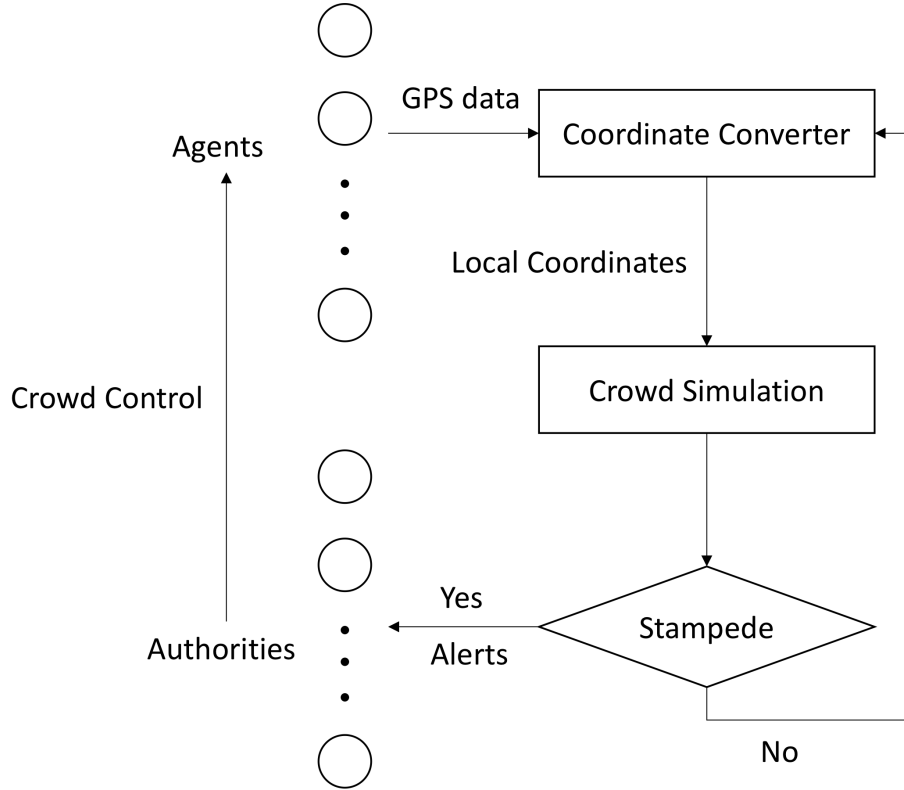 GPS data
Coordinate Converter
Agents
Local Coordinates
Crowd Simulation
Crowd Control
Yes
Stampede
Authorities
Alerts
No